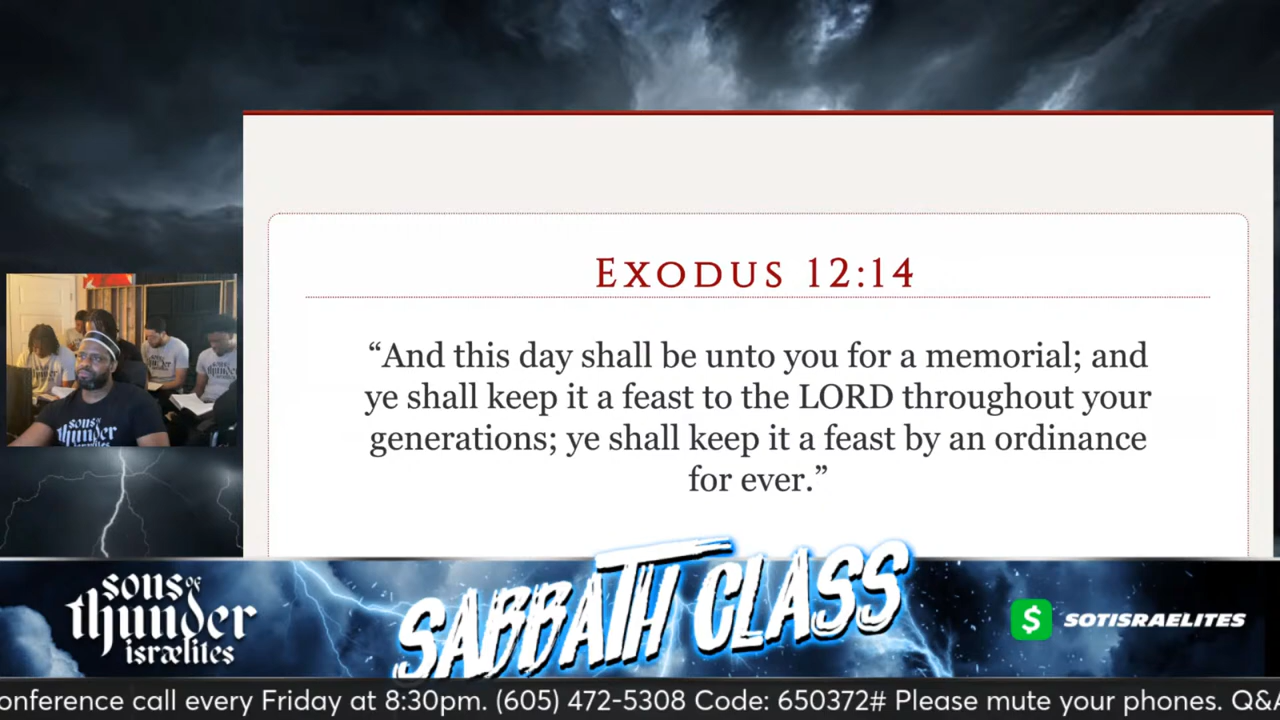 EXODUS 12:14
“And this day shall be unto you for a memorial; and
ye shall keep it a feast to the LORD throughout your
generations; ye shall keep it a feast by an ordinance
for ever.”
sons of
thunder
SABBATH CLASS
sons of
thunder
israelites
$ SOTISRAELITES
onference call every Friday at 8:30pm. (605) 472-5308 Code: 650372# Please mute your phones. Q&A